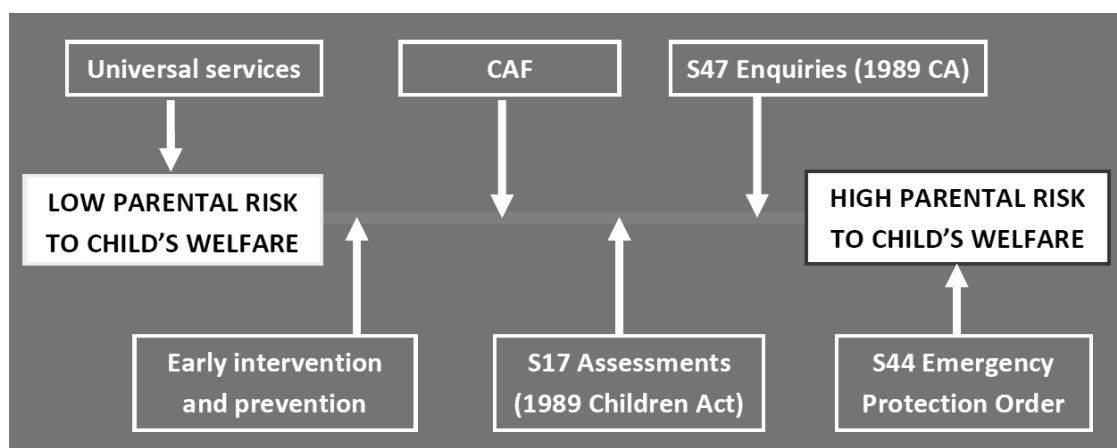 Universal services
CAF
S47 Enquiries (1989 CA)
LOW PARENTAL RISK
TO CHILD’S WELFARE
HIGH PARENTAL RISK
TO CHILD’S WELFARE
Early intervention
and prevention
S17 Assessments
(1989 Children Act)
S44 Emergency
Protection Order